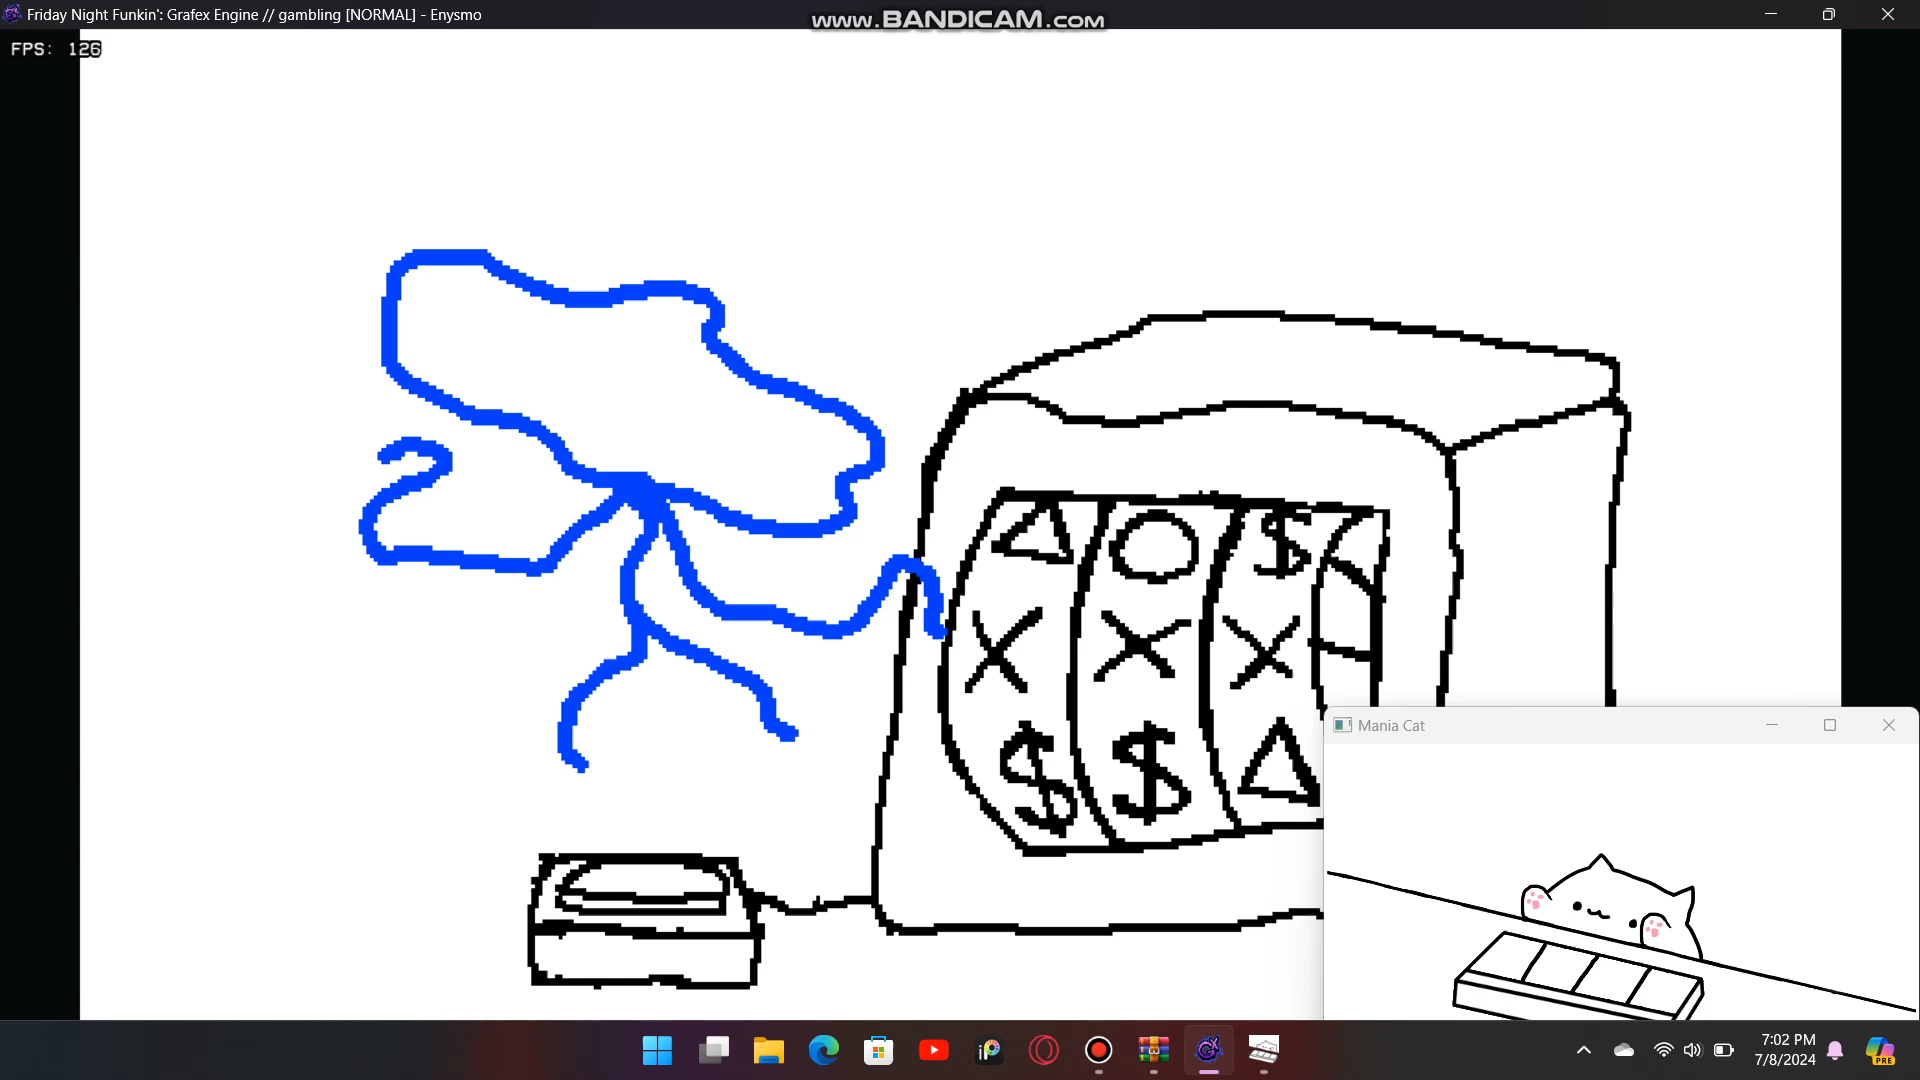 Friday Night Funkin': Grafex Engine // gambling [NORMAL] - Enysmo
www.BANDICAM.com
FPS: 126
$
X X X
$ $
Mania Cat
7:02 PM
7/8/2024
PRE